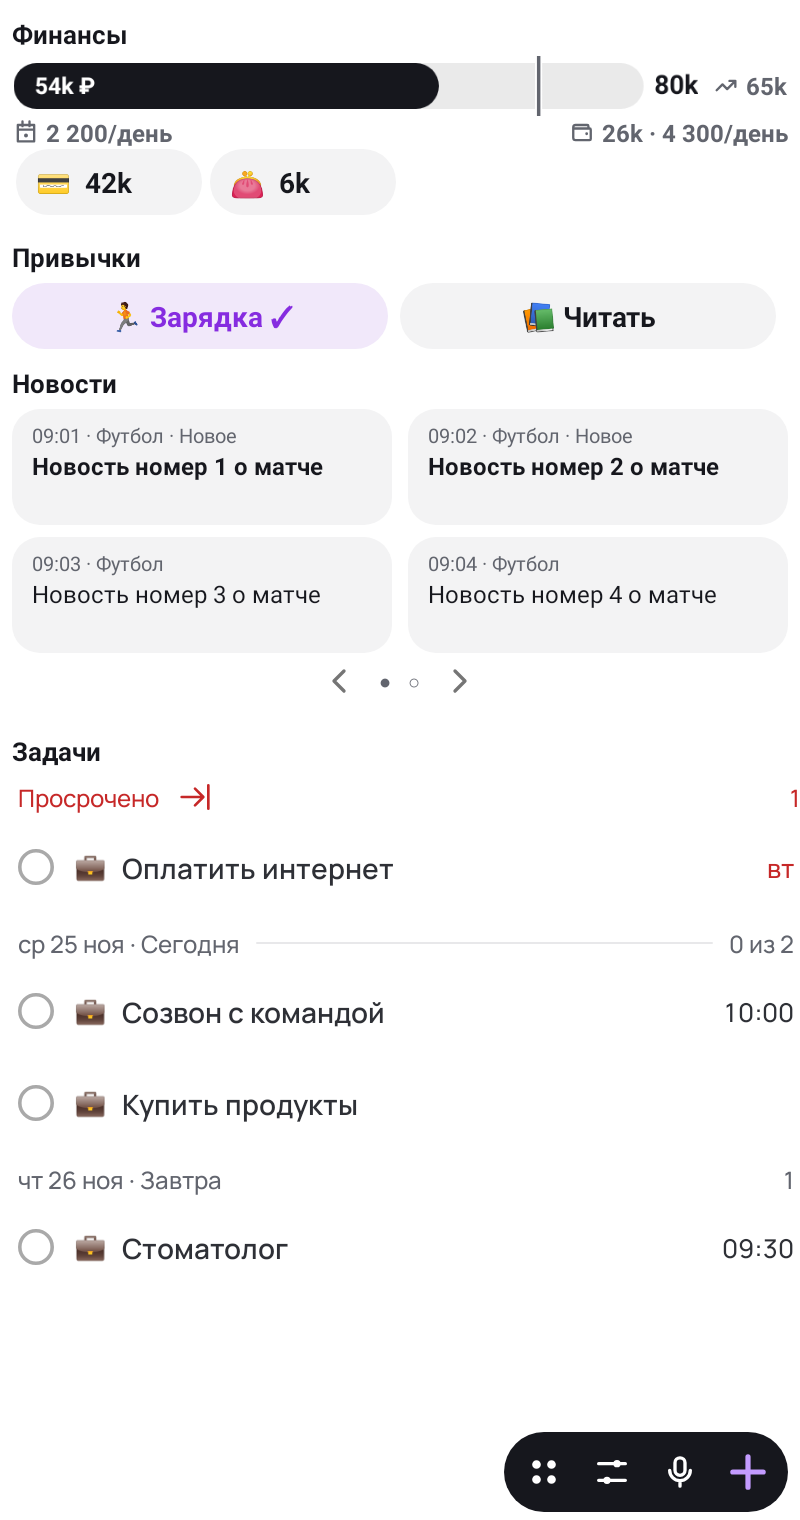 Финансы
54k ₽ 80k 65k
2 200/день 26k · 4 300/день
42k 6k
Привычки
Зарядка ✓ Читать
Новости
09:01 · Футбол · Новое
Новость номер 1 о матче
09:02 · Футбол · Новое
Новость номер 2 о матче
09:03 · Футбол
Новость номер 3 о матче
09:04 · Футбол
Новость номер 4 о матче
Задачи
Просрочено 1
Оплатить интернет вт
ср 25 ноя · Сегодня 0 из 2
Созвон с командой 10:00
Купить продукты
чт 26 ноя · Завтра 1
Стоматолог 09:30